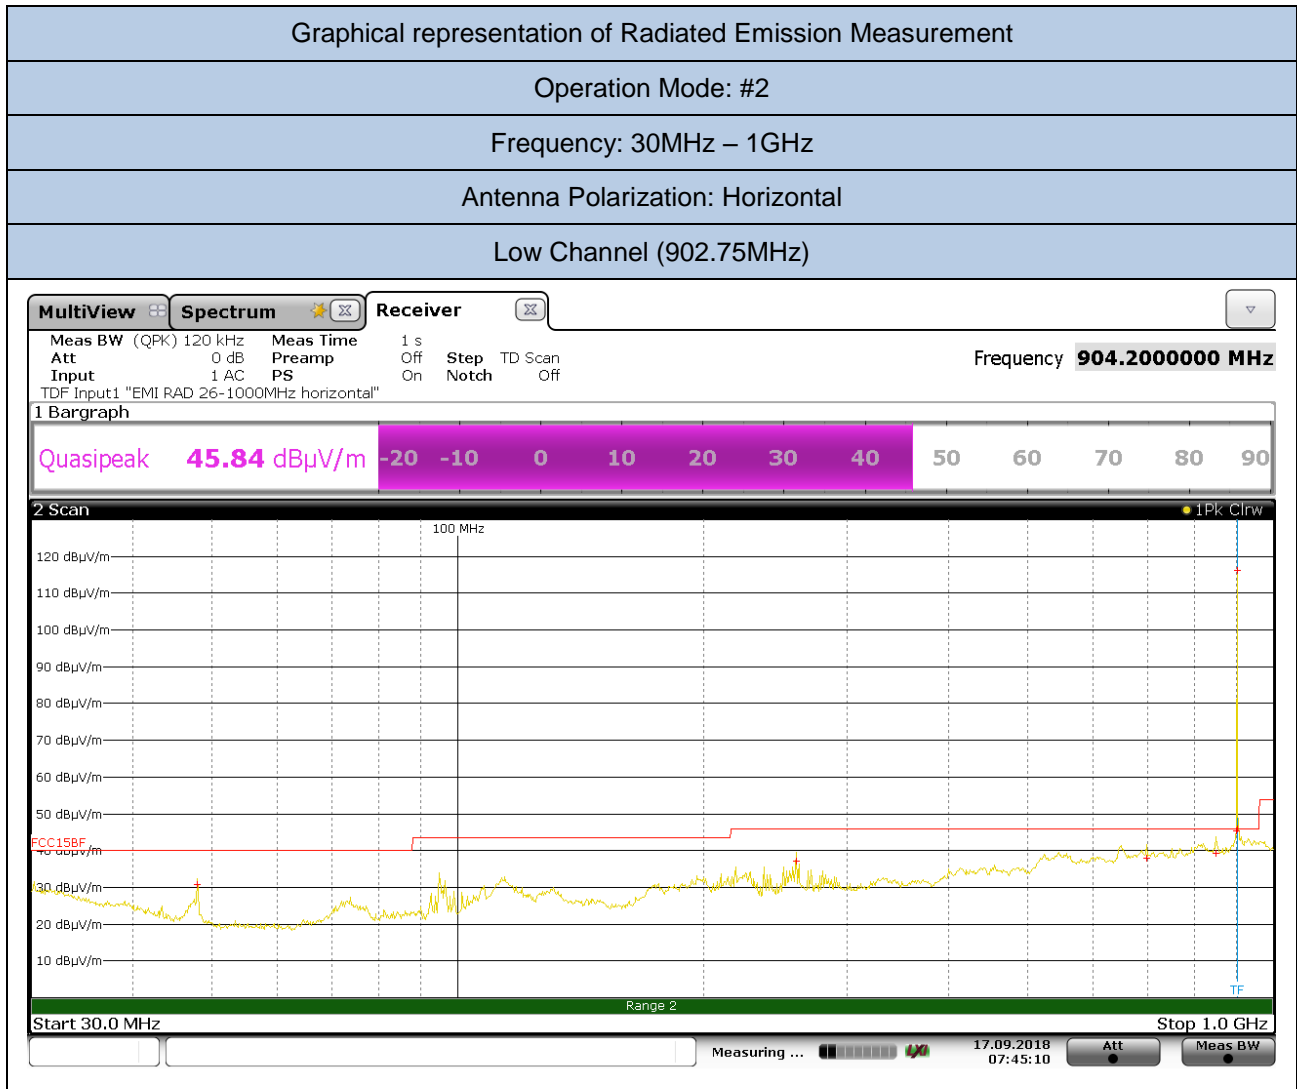 Graphical representation of Radiated Emission Measurement
Operation Mode: #2
Frequency: 30MHz – 1GHz
Antenna Polarization: Horizontal
Low Channel (902.75MHz)
MultiView Spectrum Receiver
Meas BW (QPK) 120 kHz Meas Time 1 s
Att 0 dB Preamp Off Step TD Scan
Input 1 AC PS On Notch Off
TDF Input1 "EMI RAD 26-1000MHz horizontal"
Frequency 904.2000000 MHz
1 Bargraph
Quasipeak 45.84 dBµV/m -20 -10 0 10 20 30 40 50 60 70 80 90
2 Scan 1Pk Clrw
100 MHz
120 dBµV/m
110 dBµV/m
100 dBµV/m
90 dBµV/m
80 dBµV/m
70 dBµV/m
60 dBµV/m
50 dBµV/m
FCC15BF
40 dBµV/m
30 dBµV/m
20 dBµV/m
10 dBµV/m
TF
Range 2
Start 30.0 MHz Stop 1.0 GHz
Measuring ... LXI 17.09.2018 07:45:10 Att Meas BW